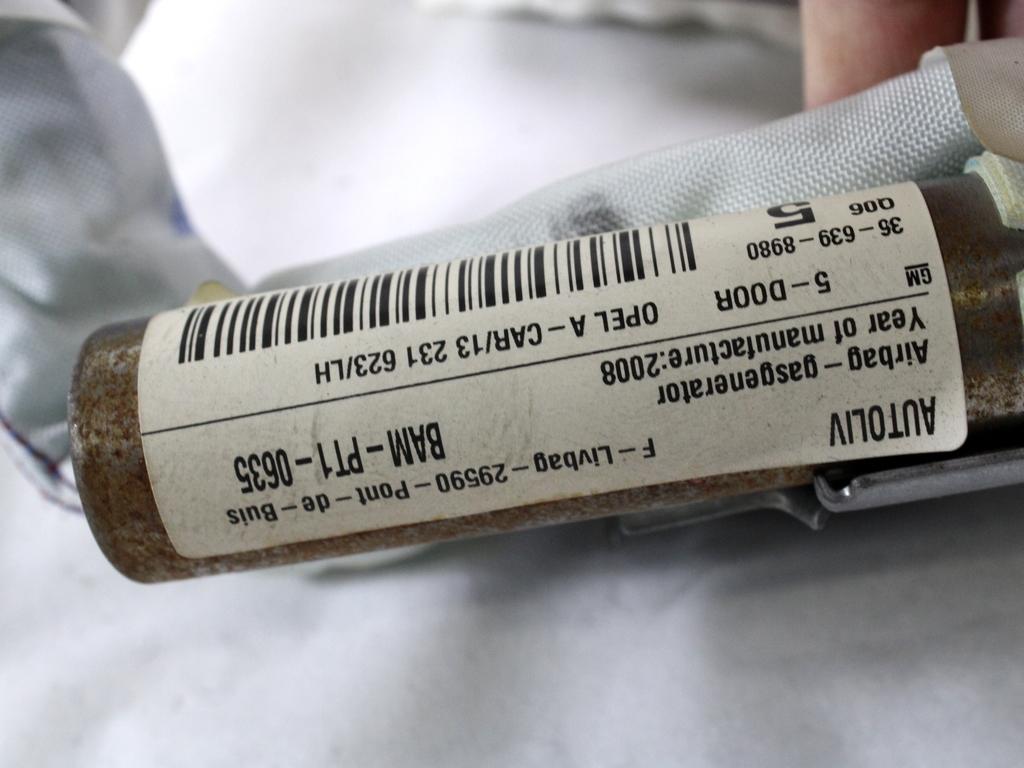 AUTOLIV F – Livbag – 29590 – Pont – de – Buis
Airbag – gasgenerator BAM – PT1 – 0635
Year of manufacture:2008
GM 5 – DOOR OPEL A – CAR/13 231 623/LH
36 – 639 – 8980
Q06 5